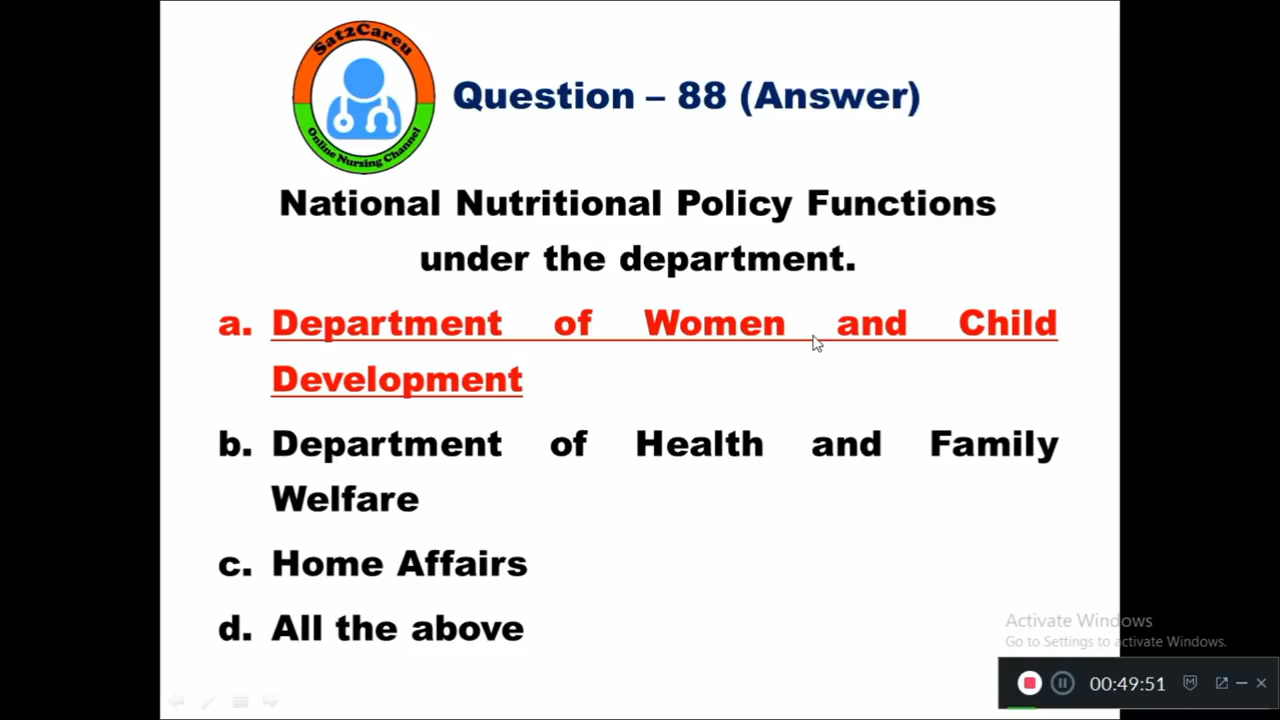 Sat2Careu
Online Nursing Channel
Question – 88 (Answer)
National Nutritional Policy Functions
under the department.
a. Department of Women and Child
Development
b. Department of Health and Family
Welfare
c. Home Affairs
d. All the above
Activate Windows
Go to Settings to activate Windows.
00:49:51